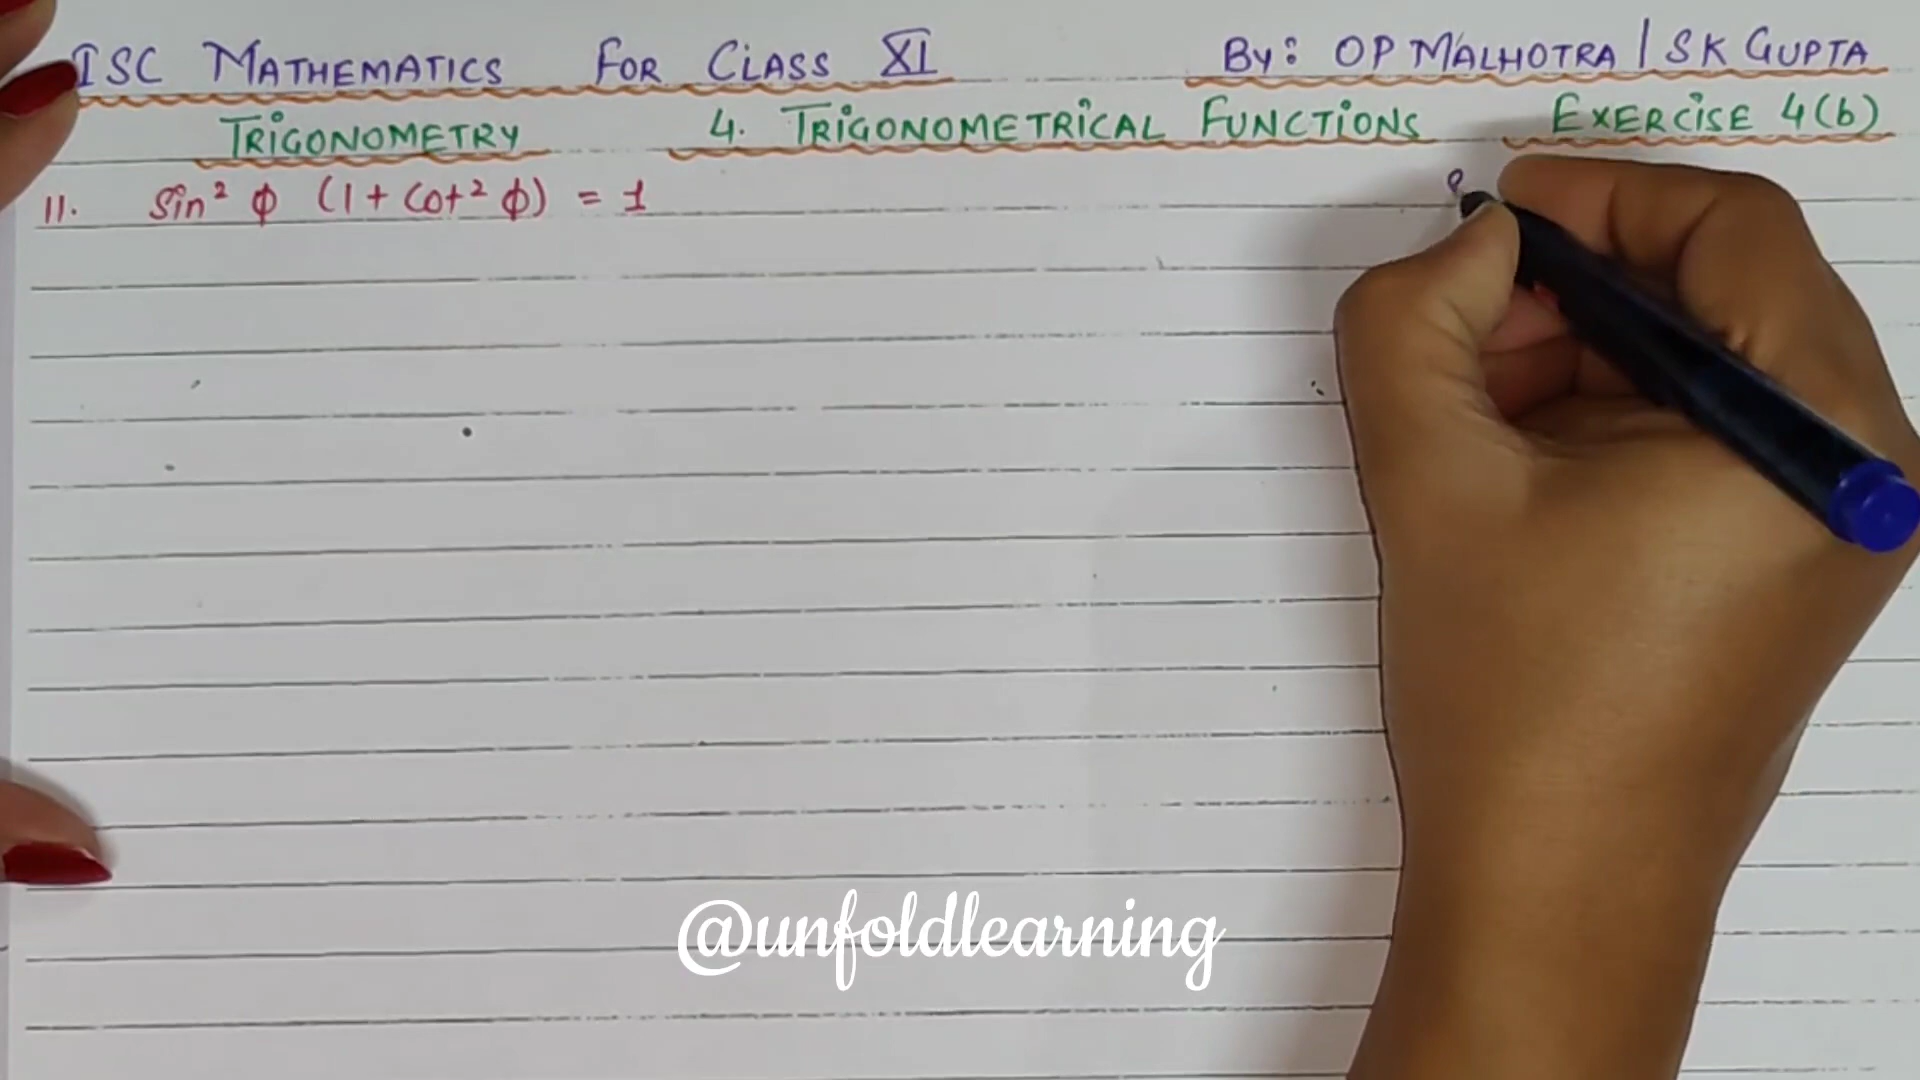 ISC MATHEMATICS FOR CLASS XI BY: OP MALHOTRA | SK GUPTA
TRIGONOMETRY 4. TRIGONOMETRICAL FUNCTIONS EXERCISE 4(b)
11. Sin² ϕ (1 + Cot² ϕ) = 1
@unfoldlearning